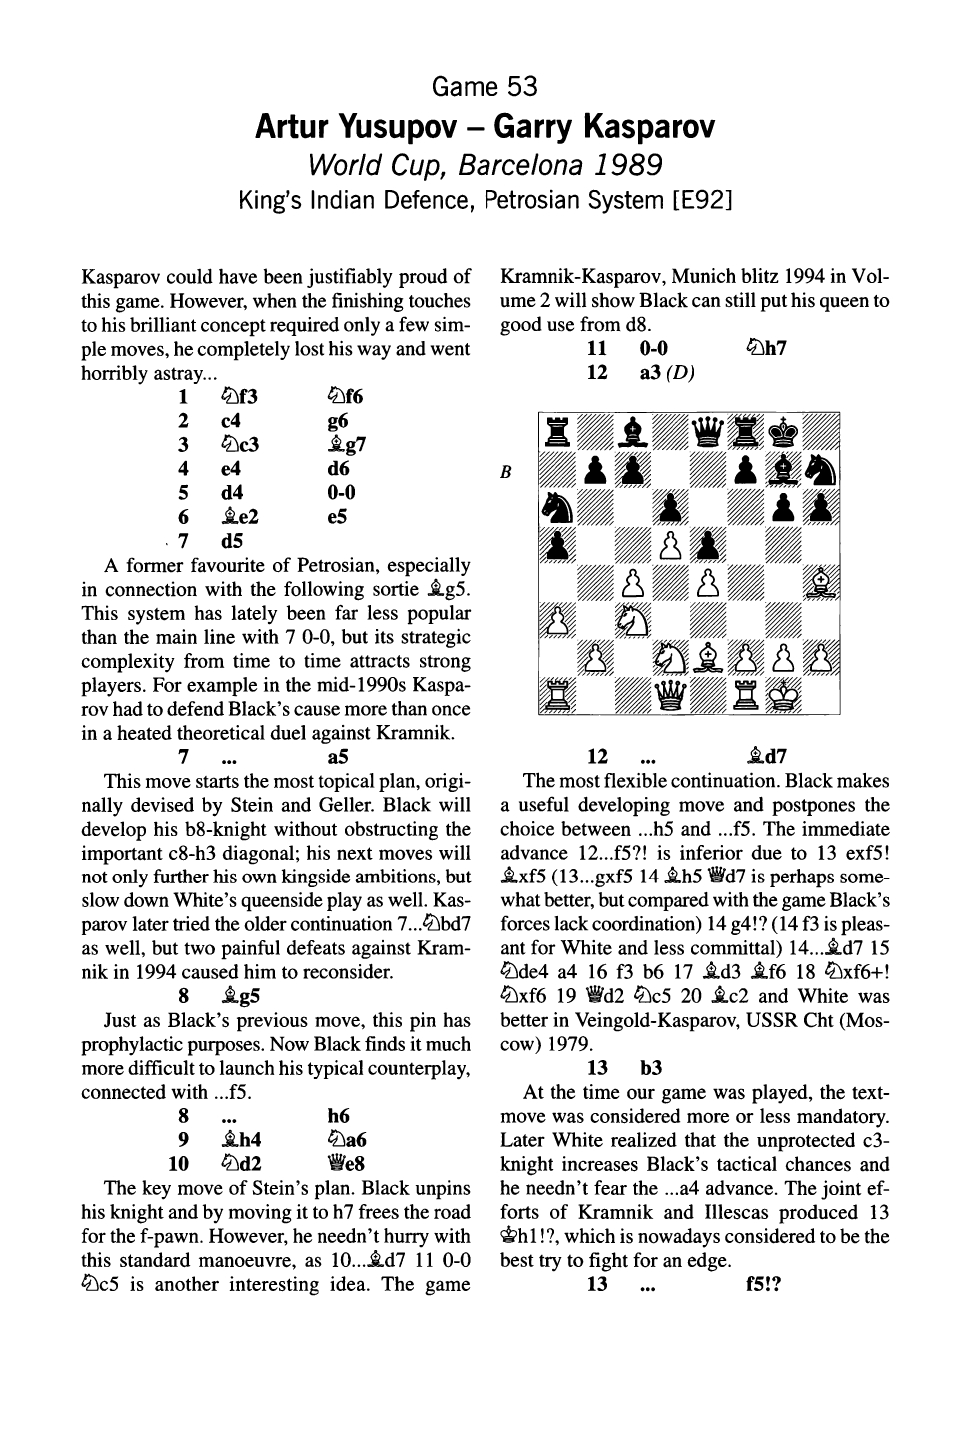 Game 53
Artur Yusupov – Garry Kasparov
World Cup, Barcelona 1989
King's Indian Defence, Petrosian System [E92]
Kasparov could have been justifiably proud of
this game. However, when the finishing touches
to his brilliant concept required only a few sim-
ple moves, he completely lost his way and went
horribly astray...
1 ♘f3 ♘f6
2 c4 g6
3 ♘c3 ♗g7
4 e4 d6
5 d4 0-0
6 ♗e2 e5
7 d5
A former favourite of Petrosian, especially
in connection with the following sortie ♗g5.
This system has lately been far less popular
than the main line with 7 0-0, but its strategic
complexity from time to time attracts strong
players. For example in the mid-1990s Kaspa-
rov had to defend Black's cause more than once
in a heated theoretical duel against Kramnik.
7 ... a5
This move starts the most topical plan, origi-
nally devised by Stein and Geller. Black will
develop his b8-knight without obstructing the
important c8-h3 diagonal; his next moves will
not only further his own kingside ambitions, but
slow down White's queenside play as well. Kas-
parov later tried the older continuation 7...♘bd7
as well, but two painful defeats against Kram-
nik in 1994 caused him to reconsider.
8 ♗g5
Just as Black's previous move, this pin has
prophylactic purposes. Now Black finds it much
more difficult to launch his typical counterplay,
connected with ...f5.
8 ... h6
9 ♗h4 ♘a6
10 ♘d2 ♕e8
The key move of Stein's plan. Black unpins
his knight and by moving it to h7 frees the road
for the f-pawn. However, he needn't hurry with
this standard manoeuvre, as 10...♗d7 11 0-0
♘c5 is another interesting idea. The game
Kramnik-Kasparov, Munich blitz 1994 in Vol-
ume 2 will show Black can still put his queen to
good use from d8.
11 0-0 ♘h7
12 a3 (D)
B
12 ... ♗d7
The most flexible continuation. Black makes
a useful developing move and postpones the
choice between ...h5 and ...f5. The immediate
advance 12...f5?! is inferior due to 13 exf5!
♗xf5 (13...gxf5 14 ♗h5 ♕d7 is perhaps some-
what better, but compared with the game Black's
forces lack coordination) 14 g4!? (14 f3 is pleas-
ant for White and less committal) 14...♗d7 15
♘de4 a4 16 f3 b6 17 ♗d3 ♗f6 18 ♘xf6+!
♘xf6 19 ♕d2 ♘c5 20 ♗c2 and White was
better in Veingold-Kasparov, USSR Cht (Mos-
cow) 1979.
13 b3
At the time our game was played, the text-
move was considered more or less mandatory.
Later White realized that the unprotected c3-
knight increases Black's tactical chances and
he needn't fear the ...a4 advance. The joint ef-
forts of Kramnik and Illescas produced 13
♔h1!?, which is nowadays considered to be the
best try to fight for an edge.
13 ... f5!?